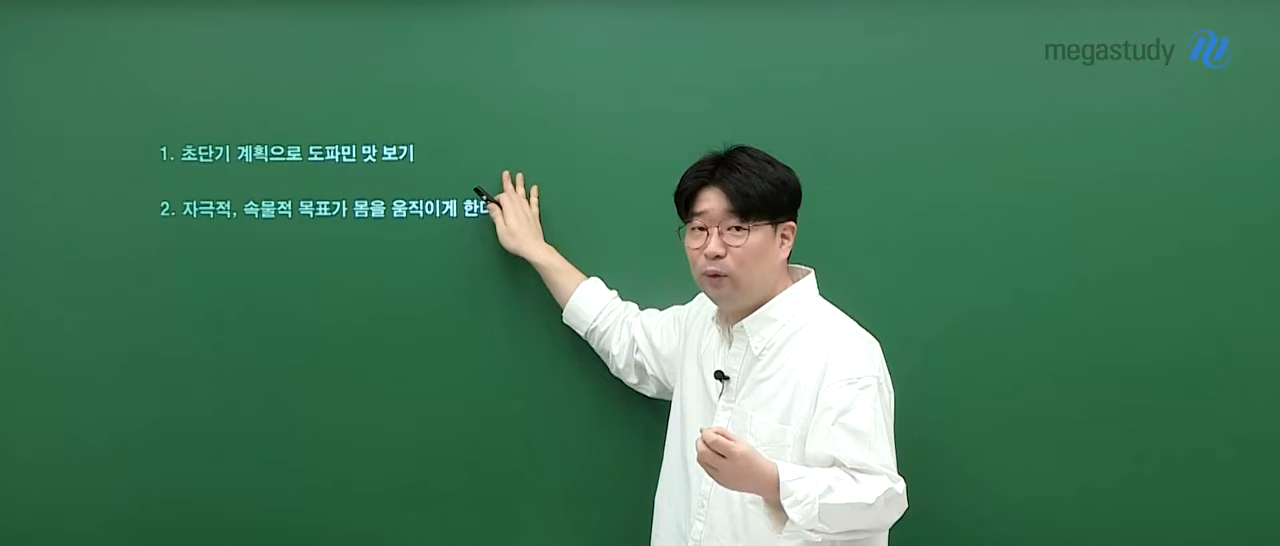 megastudy
1. 초단기 계획으로 도파민 맛 보기
2. 자극적, 속물적 목표가 몸을 움직이게